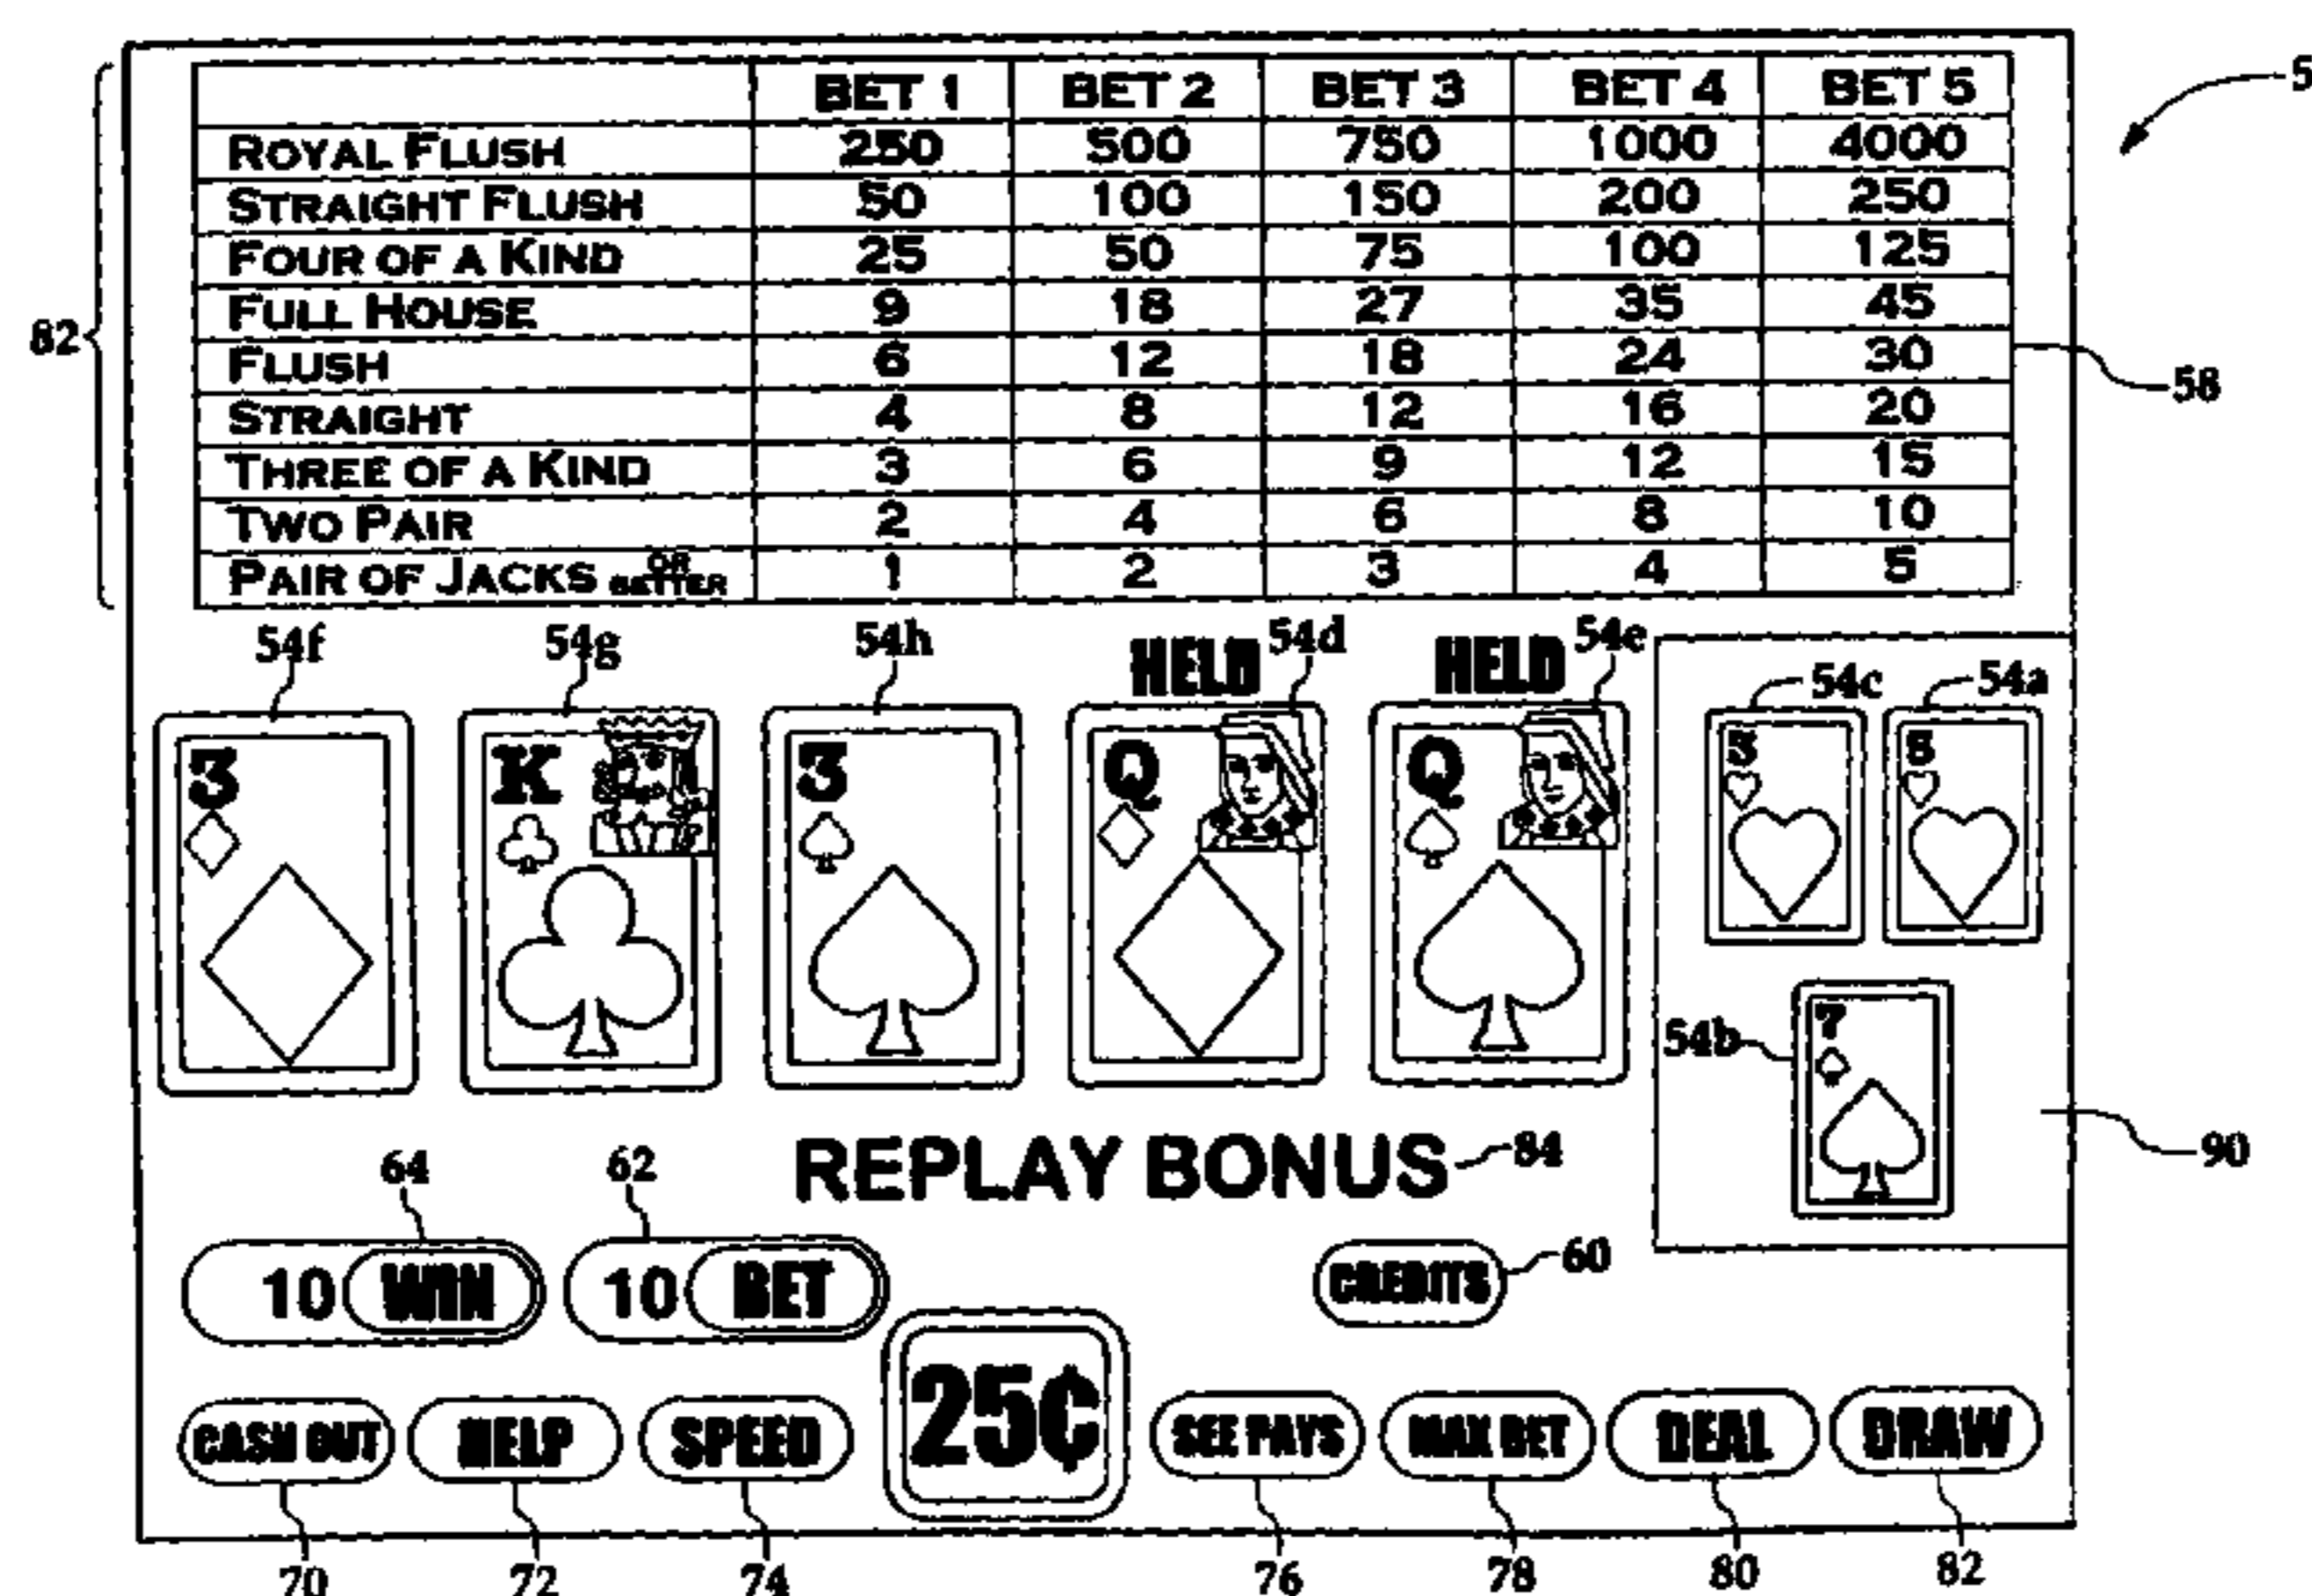 BET 1 BET 2 BET 3 BET 4 BET 5
ROYAL FLUSH 250 500 750 1000 4000
STRAIGHT FLUSH 50 100 150 200 250
FOUR OF A KIND 25 50 75 100 125
FULL HOUSE 9 18 27 35 45
FLUSH 6 12 18 24 30
STRAIGHT 4 8 12 16 20
THREE OF A KIND 3 6 9 12 15
TWO PAIR 2 4 6 8 10
PAIR OF JACKS OR BETTER 1 2 3 4 5
82
58
54f 54g 54h HELD 54d HELD 54e
54c 54a
3 K 3 Q Q
54b 7
REPLAY BONUS 84
90
64 62
10 WIN 10 BET CREDITS 60
25¢
CASH OUT HELP SPEED SEE PAYS MAX BET DEAL DRAW
70 72 74 76 78 80 82